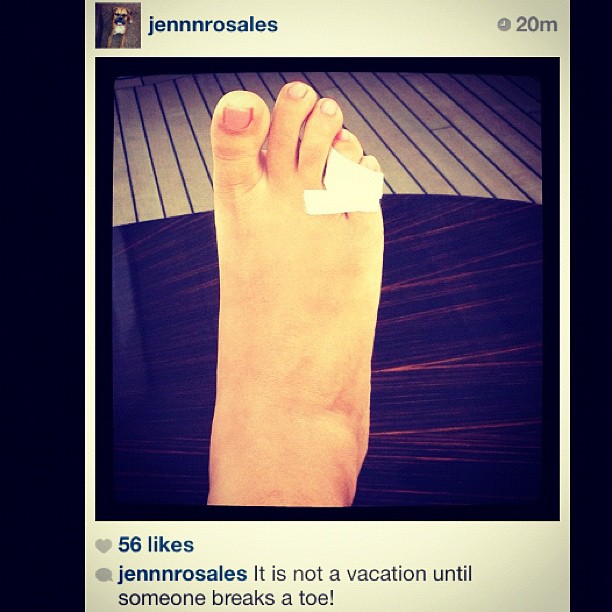 jennnrosales
20m
56 likes
jennnrosales It is not a vacation until
someone breaks a toe!